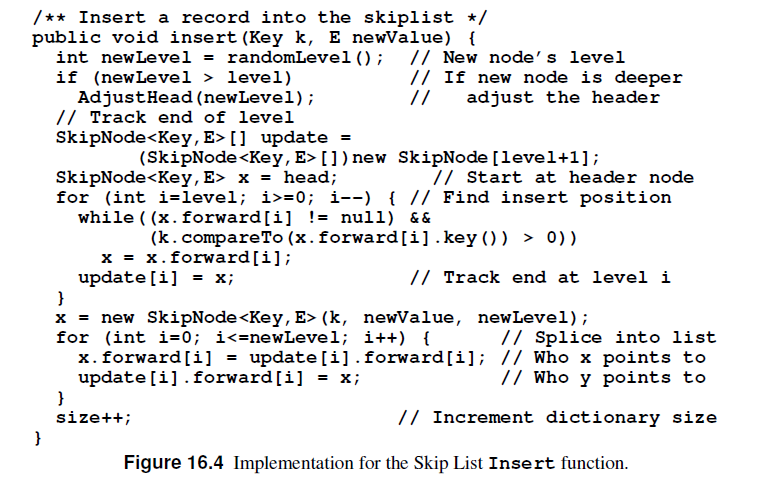 /** Insert a record into the skiplist */
public void insert(Key k, E newValue) {
int newLevel = randomLevel(); // New node's level
if (newLevel > level) // If new node is deeper
AdjustHead(newLevel); // adjust the header
// Track end of level
SkipNode<Key,E>[] update =
(SkipNode<Key,E>[])new SkipNode[level+1];
SkipNode<Key,E> x = head; // Start at header node
for (int i=level; i>=0; i--) { // Find insert position
while((x.forward[i] != null) &&
(k.compareTo(x.forward[i].key()) > 0))
x = x.forward[i];
update[i] = x; // Track end at level i
}
x = new SkipNode<Key,E>(k, newValue, newLevel);
for (int i=0; i<=newLevel; i++) { // Splice into list
x.forward[i] = update[i].forward[i]; // Who x points to
update[i].forward[i] = x; // Who y points to
}
size++; // Increment dictionary size
}
Figure 16.4 Implementation for the Skip List Insert function.